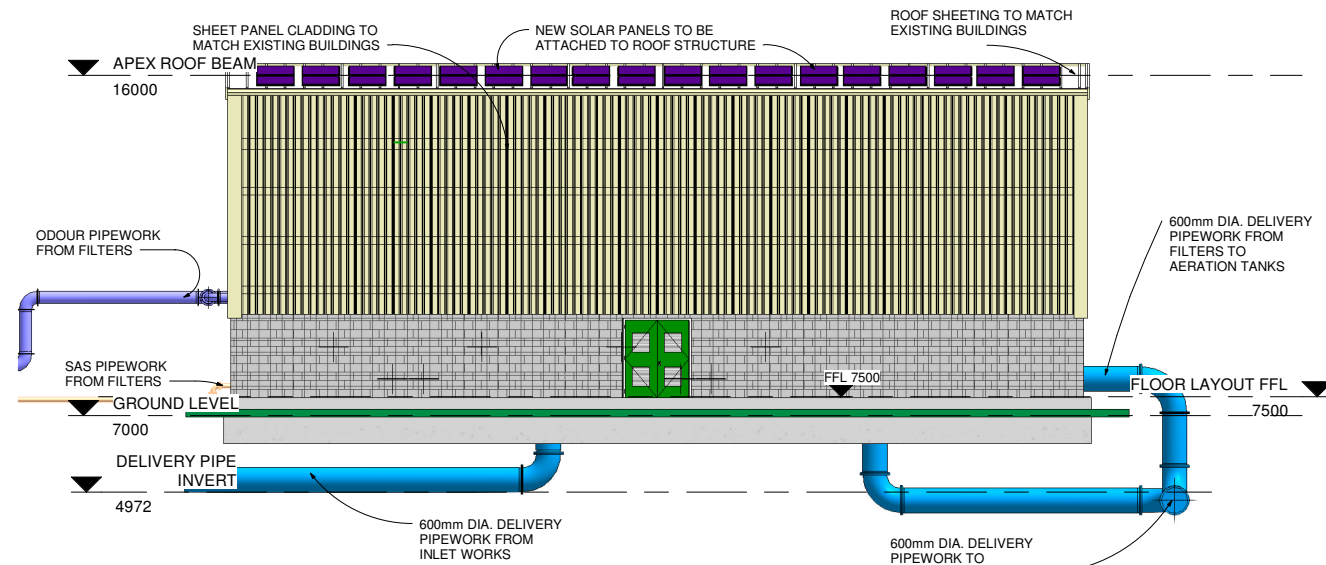 SHEET PANEL CLADDING TO
MATCH EXISTING BUILDINGS
NEW SOLAR PANELS TO BE
ATTACHED TO ROOF STRUCTURE
ROOF SHEETING TO MATCH
EXISTING BUILDINGS
APEX ROOF BEAM
16000
ODOUR PIPEWORK
FROM FILTERS
600mm DIA. DELIVERY
PIPEWORK FROM
FILTERS TO
AERATION TANKS
SAS PIPEWORK
FROM FILTERS
FFL 7500
FLOOR LAYOUT FFL
7500
GROUND LEVEL
7000
DELIVERY PIPE
INVERT
4972
600mm DIA. DELIVERY
PIPEWORK FROM
INLET WORKS
600mm DIA. DELIVERY
PIPEWORK TO